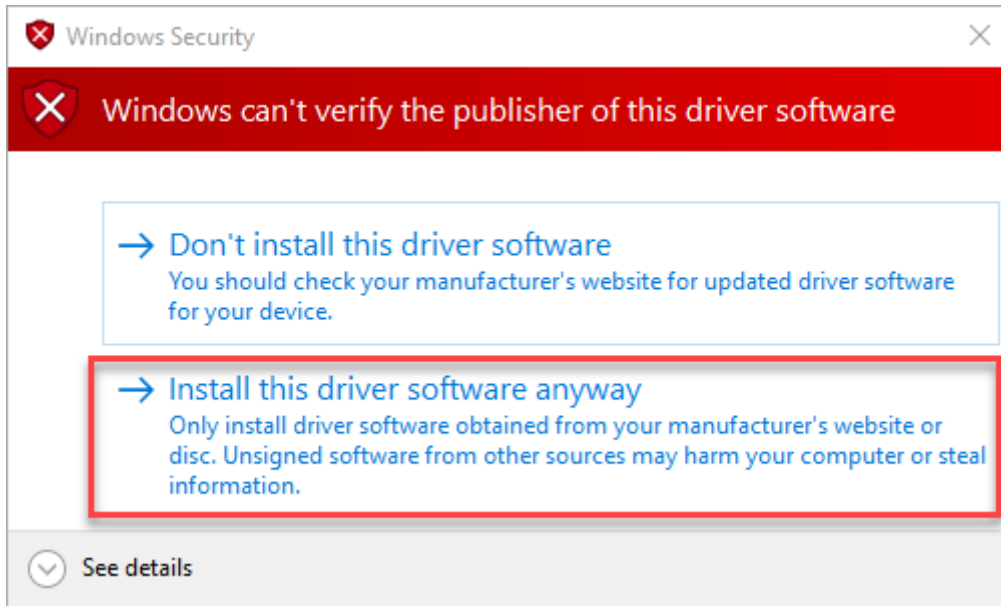 Windows Security
Windows can't verify the publisher of this driver software
Don't install this driver software
You should check your manufacturer's website for updated driver software
for your device.
Install this driver software anyway
Only install driver software obtained from your manufacturer's website or
disc. Unsigned software from other sources may harm your computer or steal
information.
See details